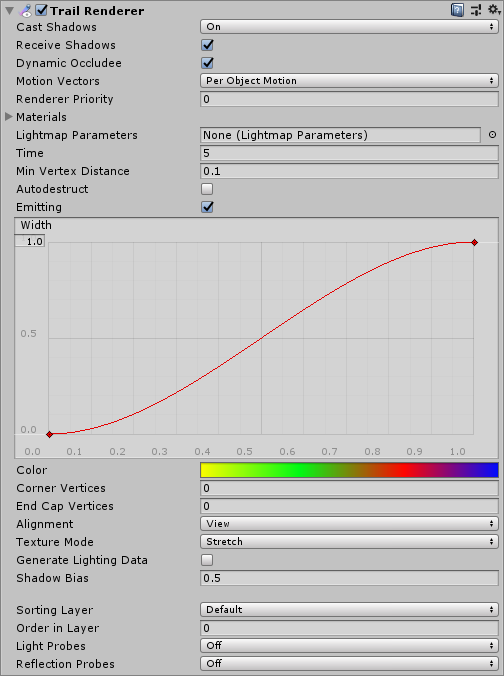 Trail Renderer
Cast Shadows On
Receive Shadows
Dynamic Occludee
Motion Vectors Per Object Motion
Renderer Priority 0
Materials
Lightmap Parameters None (Lightmap Parameters)
Time 5
Min Vertex Distance 0.1
Autodestruct
Emitting
Width
1.0
0.5
0.0
0.0 0.1 0.2 0.3 0.4 0.5 0.6 0.7 0.8 0.9 1.0
Color
Corner Vertices 0
End Cap Vertices 0
Alignment View
Texture Mode Stretch
Generate Lighting Data
Shadow Bias 0.5
Sorting Layer Default
Order in Layer 0
Light Probes Off
Reflection Probes Off